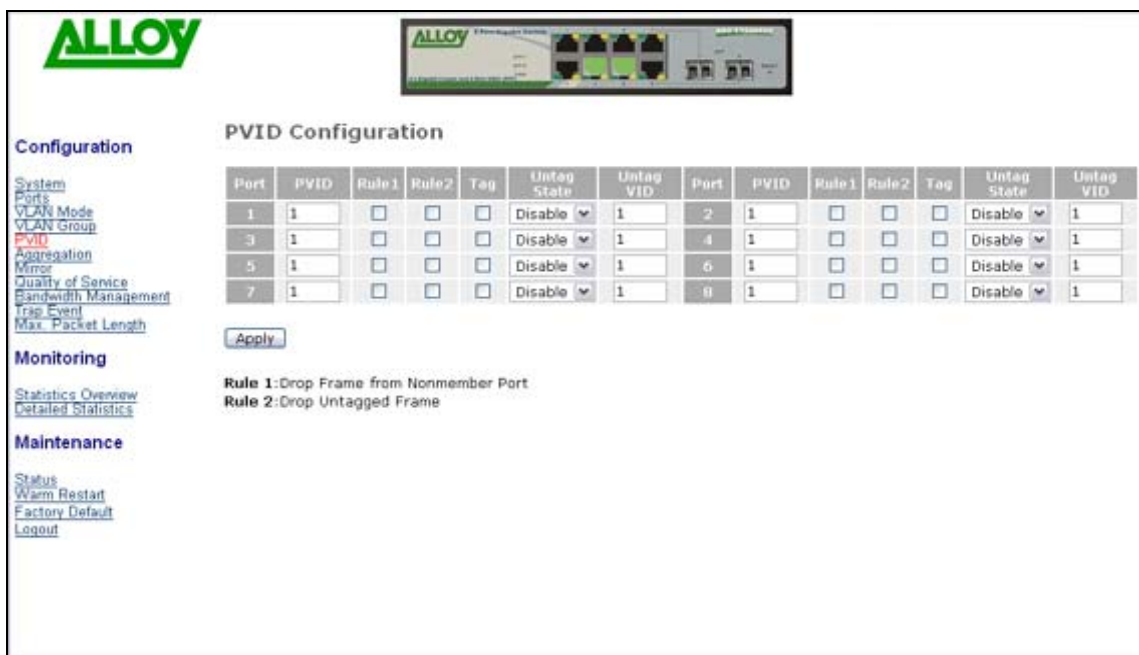 ALLOY
ALLOY
PVID Configuration
Configuration
System
Ports
VLAN Mode
VLAN Group
PVID
Aggregation
Mirror
Quality of Service
Bandwidth Management
Trap Event
Max. Packet Length
Monitoring
Statistics Overview
Detailed Statistics
Maintenance
Status
Warm Restart
Factory Default
Logout
Port PVID Rule1 Rule2 Tag Untag State Untag VID Port PVID Rule1 Rule2 Tag Untag State Untag VID
1 1 Disable 1 2 1 Disable 1
3 1 Disable 1 4 1 Disable 1
5 1 Disable 1 6 1 Disable 1
7 1 Disable 1 8 1 Disable 1
Apply
Rule 1:Drop Frame from Nonmember Port
Rule 2:Drop Untagged Frame